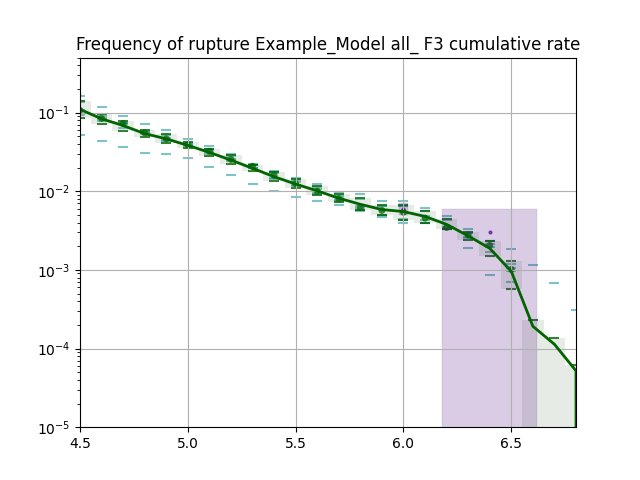 Frequency of rupture Example_Model all_ F3 cumulative rate
10⁻¹
10⁻²
10⁻³
10⁻⁴
10⁻⁵
4.5 5.0 5.5 6.0 6.5